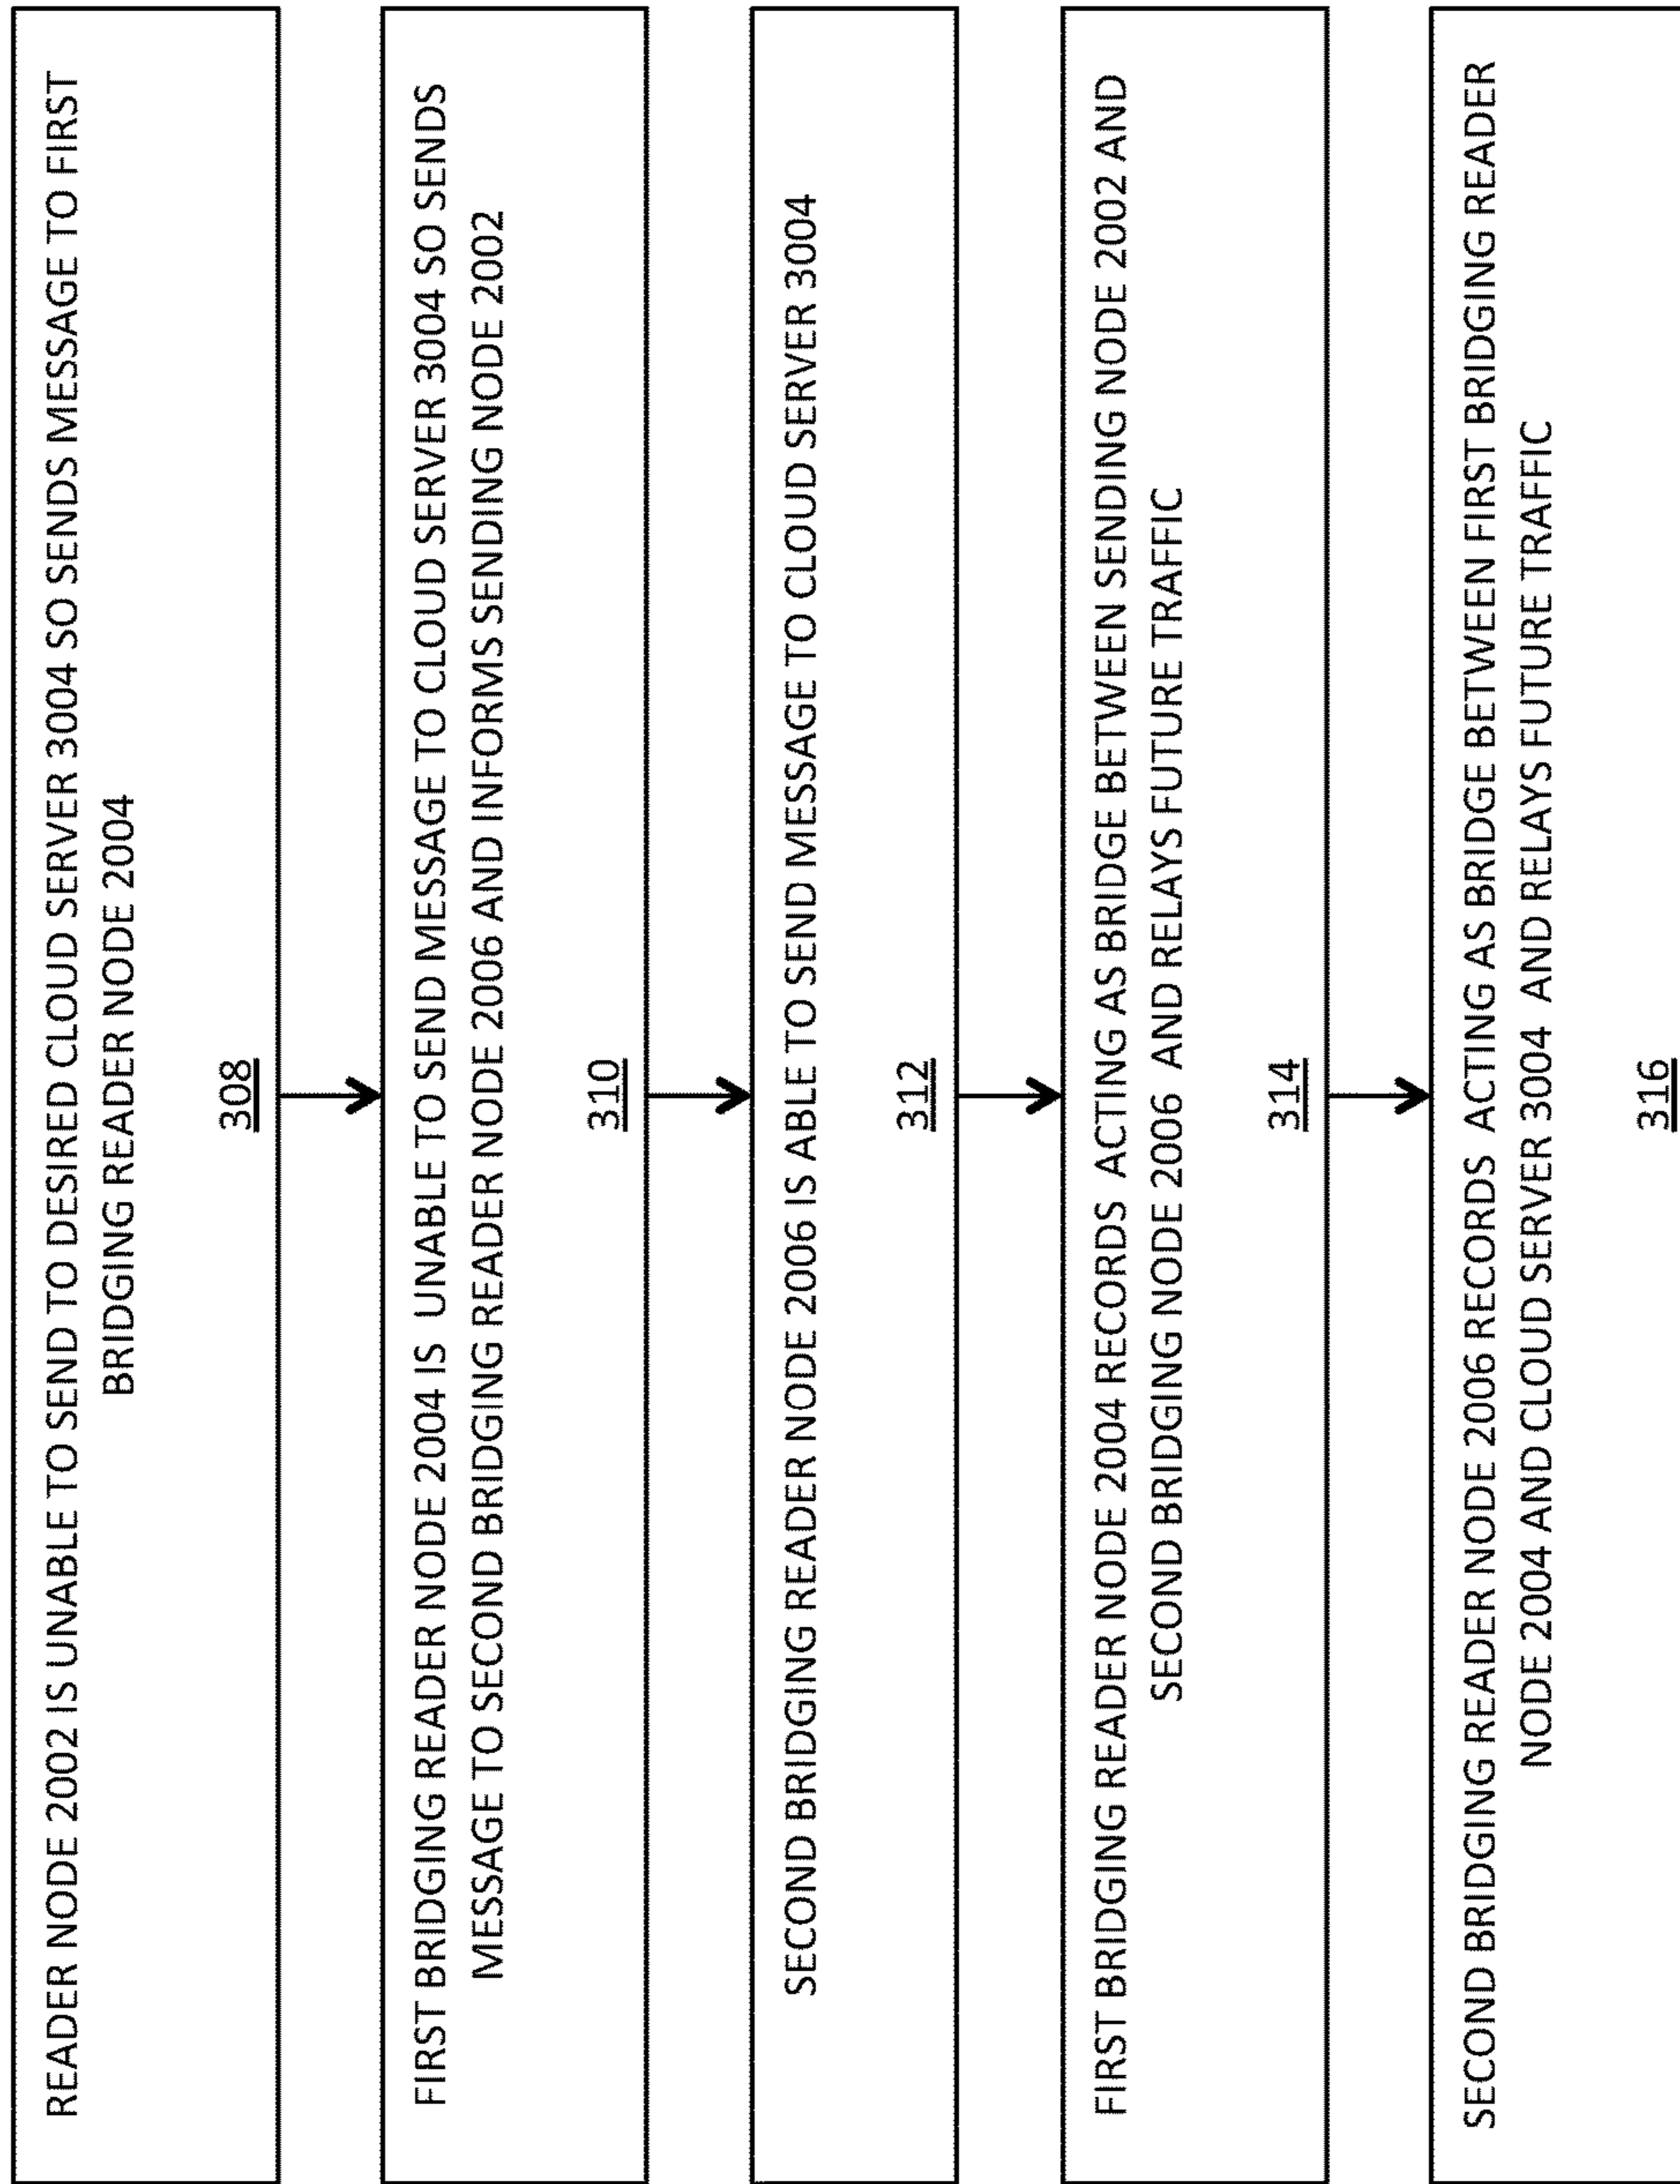 READER NODE 2002 IS UNABLE TO SEND TO DESIRED CLOUD SERVER 3004 SO SENDS MESSAGE TO FIRST
BRIDGING READER NODE 2004
308
FIRST BRIDGING READER NODE 2004 IS UNABLE TO SEND MESSAGE TO CLOUD SERVER 3004 SO SENDS
MESSAGE TO SECOND BRIDGING READER NODE 2006 AND INFORMS SENDING NODE 2002
310
SECOND BRIDGING READER NODE 2006 IS ABLE TO SEND MESSAGE TO CLOUD SERVER 3004
312
FIRST BRIDGING READER NODE 2004 RECORDS ACTING AS BRIDGE BETWEEN SENDING NODE 2002 AND
SECOND BRIDGING NODE 2006 AND RELAYS FUTURE TRAFFIC
314
SECOND BRIDGING READER NODE 2006 RECORDS ACTING AS BRIDGE BETWEEN FIRST BRIDGING READER
NODE 2004 AND CLOUD SERVER 3004 AND RELAYS FUTURE TRAFFIC
316